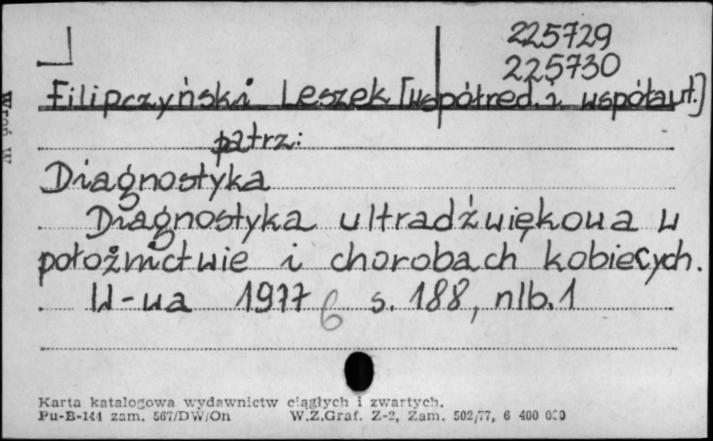 225729
225730
Filipczyński Leszek [współred. i współaut.]
patrz:
Diagnostyka
Diagnostyka ultradźwiękowa w
położnictwie i chorobach kobiecych.
W-wa 1977 6 s. 188, nlb. 1
Karta katalogowa wydawnictw ciągłych i zwartych.
Pu-B-144 zam. 567/DW/On W.Z.Graf. Z-2, Zam. 502/77, 6 400 000